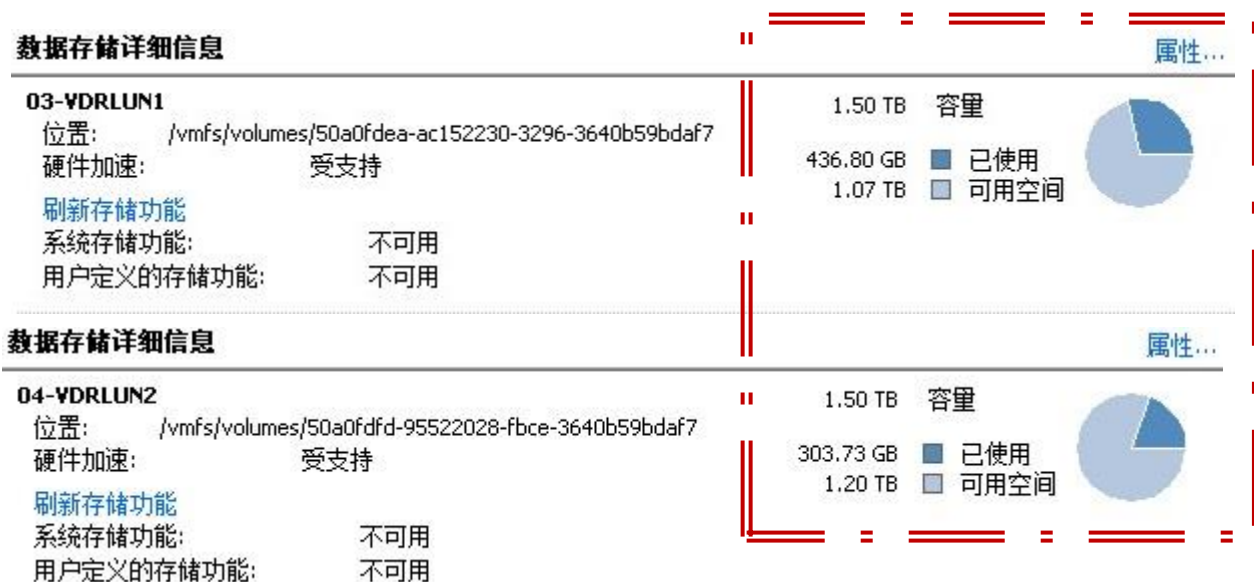 数据存储详细信息
属性...
03-VDRLUN1
位置: /vmfs/volumes/50a0fdea-ac152230-3296-3640b59bdaf7
硬件加速: 受支持
刷新存储功能
系统存储功能: 不可用
用户定义的存储功能: 不可用
1.50 TB 容量
436.80 GB 已使用
1.07 TB 可用空间
数据存储详细信息
属性...
04-VDRLUN2
位置: /vmfs/volumes/50a0fdfd-95522028-fbce-3640b59bdaf7
硬件加速: 受支持
刷新存储功能
系统存储功能: 不可用
用户定义的存储功能: 不可用
1.50 TB 容量
303.73 GB 已使用
1.20 TB 可用空间